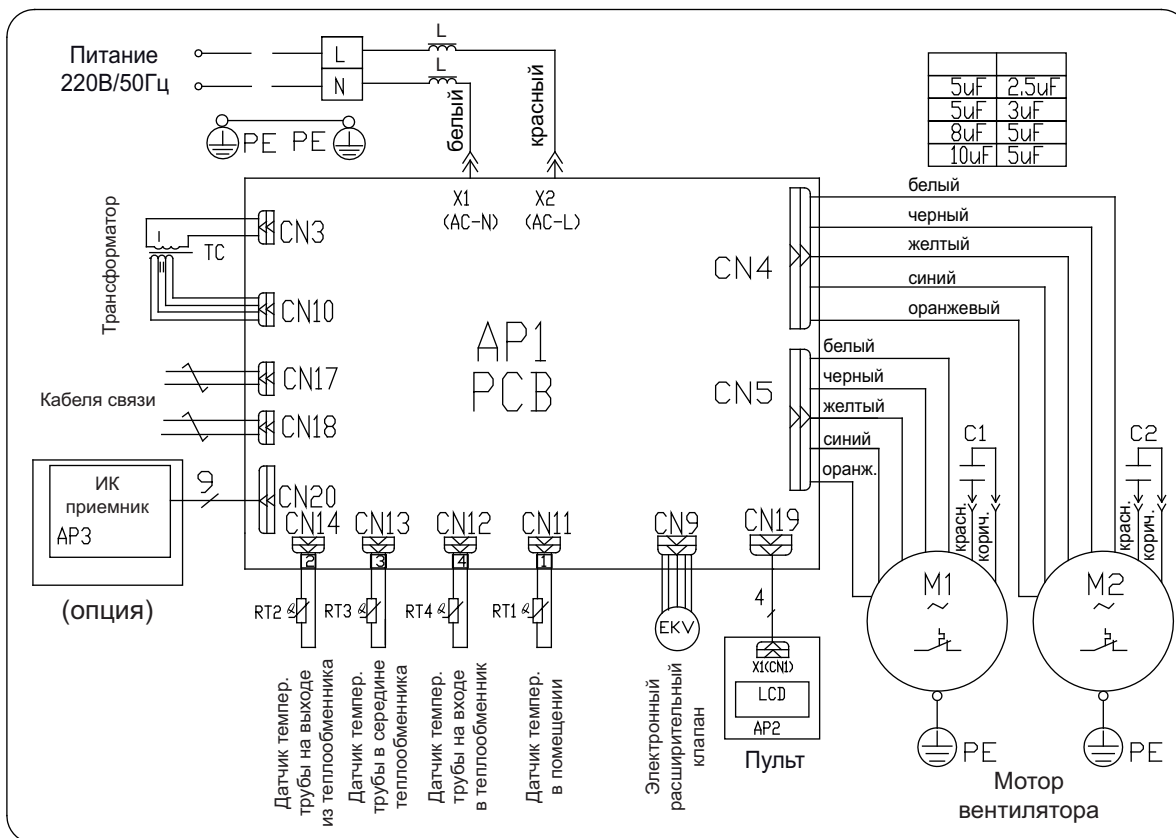 Питание
220В/50Гц
L
N
L
L
белый
красный
PE PE
5uF 2.5uF
5uF 3uF
8uF 5uF
10uF 5uF
X1
(AC-N)
X2
(AC-L)
Трансформатор
I
II
TC
CN3
CN10
CN17
CN18
Кабеля связи
CN20
9
ИК
приемник
AP3
(опция)
AP1
PCB
CN4
белый
черный
желтый
синий
оранжевый
CN5
белый
черный
желтый
синий
оранж.
C1
C2
красн.
корич.
красн.
корич.
M1
~
M2
~
PE
PE
Мотор
вентилятора
CN14
CN13
CN12
CN11
CN9
CN19
2
3
4
1
RT2
RT3
RT4
RT1
EKV
4
X1(CN1)
LCD
AP2
Пульт
Датчик темпер.
трубы на выходе
из теплообменника
Датчик темпер.
трубы в середине
теплообменника
Датчик темпер.
трубы на входе
в теплообменник
Датчик темпер.
в помещении
Электронный
расширительный
клапан